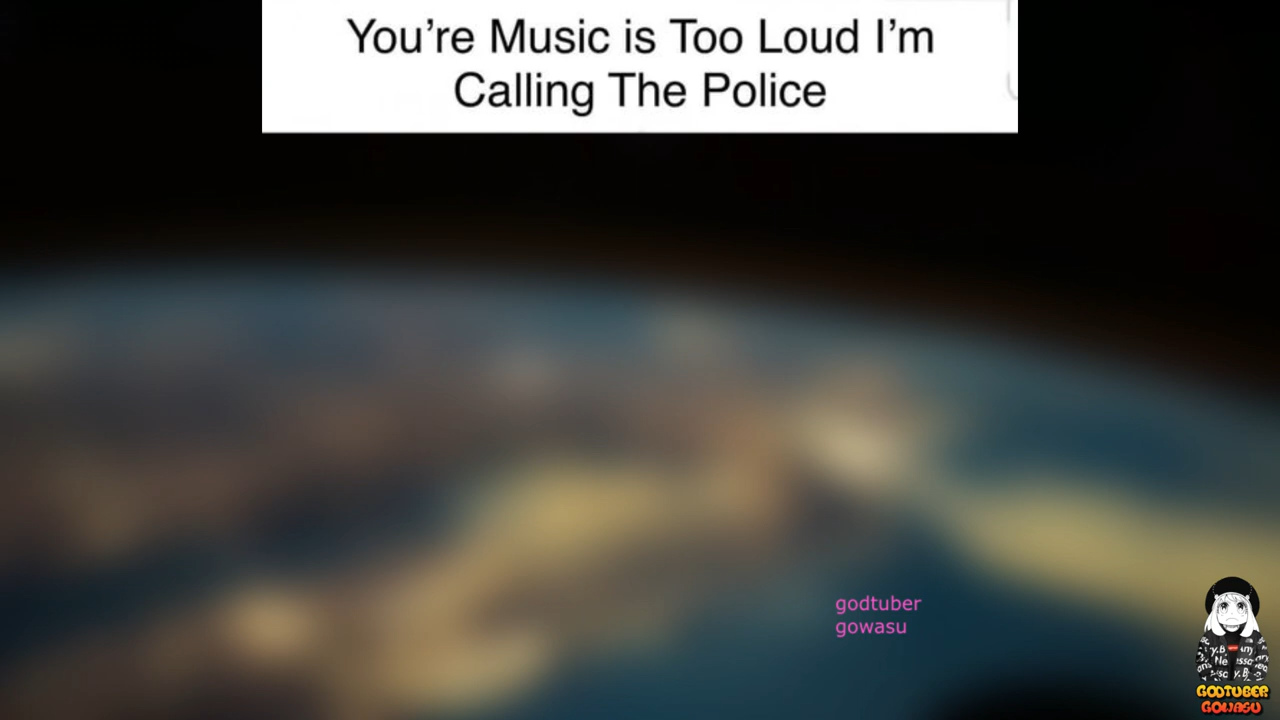 You’re Music is Too Loud I’m
Calling The Police
godtuber
gowasu
GODTUBER
GOWASU